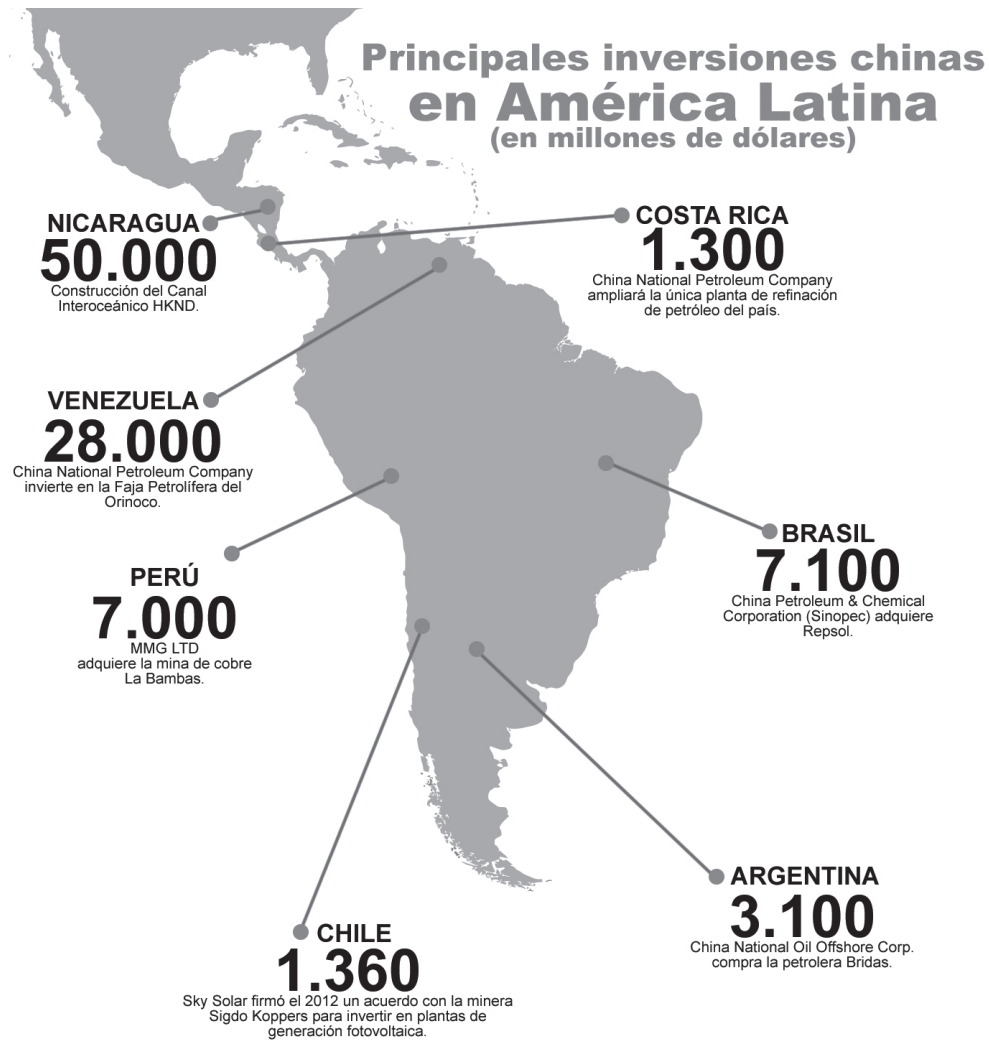 Principales inversiones chinas
en América Latina
(en millones de dólares)
NICARAGUA
50.000
Construcción del Canal
Interoceánico HKND.
COSTA RICA
1.300
China National Petroleum Company
ampliará la única planta de refinación
de petróleo del país.
VENEZUELA
28.000
China National Petroleum Company
invierte en la Faja Petrolífera del
Orinoco.
BRASIL
7.100
China Petroleum & Chemical
Corporation (Sinopec) adquiere
Repsol.
PERÚ
7.000
MMG LTD
adquiere la mina de cobre
La Bambas.
ARGENTINA
3.100
China National Oil Offshore Corp.
compra la petrolera Bridas.
CHILE
1.360
Sky Solar firmó el 2012 un acuerdo con la minera
Sigdo Koppers para invertir en plantas de
generación fotovoltaica.